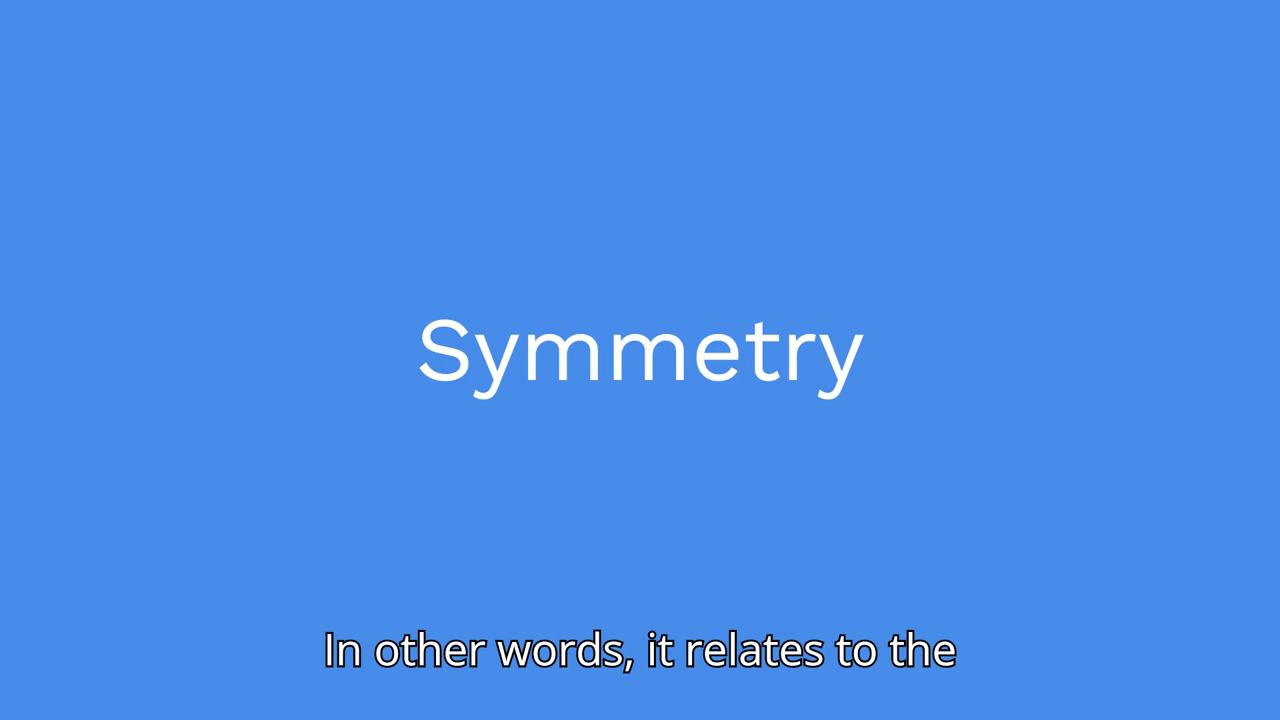 Symmetry
In other words, it relates to the